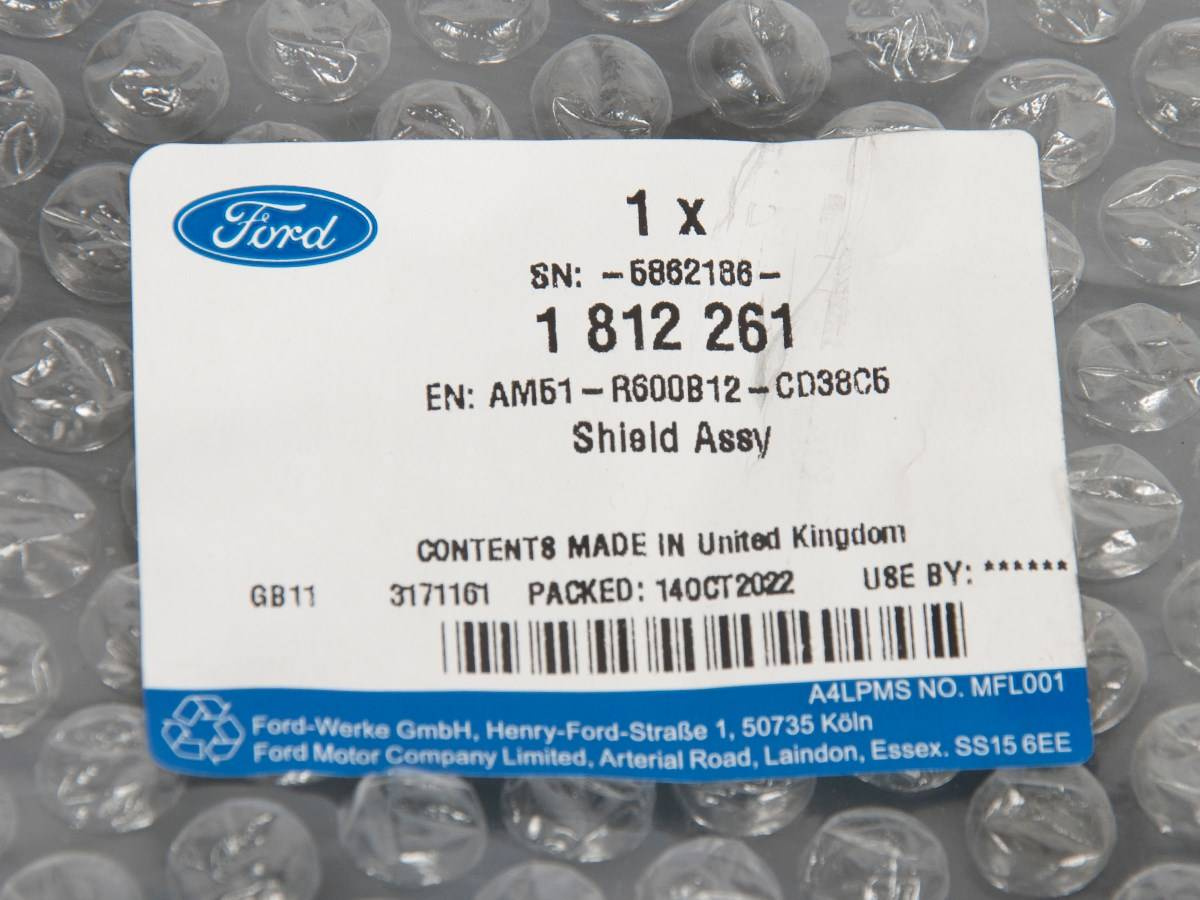 Ford
1 x
SN: -5862186-
1 812 261
EN: AM51-R600B12-CD38C5
Shield Assy
CONTENTS MADE IN United Kingdom
GB11 3171161 PACKED: 14OCT2022 USE BY: ******
A4LPMS NO. MFL001
Ford-Werke GmbH, Henry-Ford-Straße 1, 50735 Köln
Ford Motor Company Limited, Arterial Road, Laindon, Essex. SS15 6EE